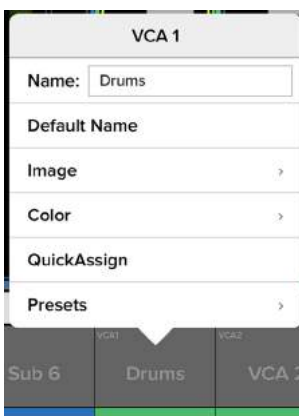 VCA 1
Name: Drums
Default Name
Image
Color
QuickAssign
Presets
VCA1 VCA2
Sub 6 Drums VCA 2